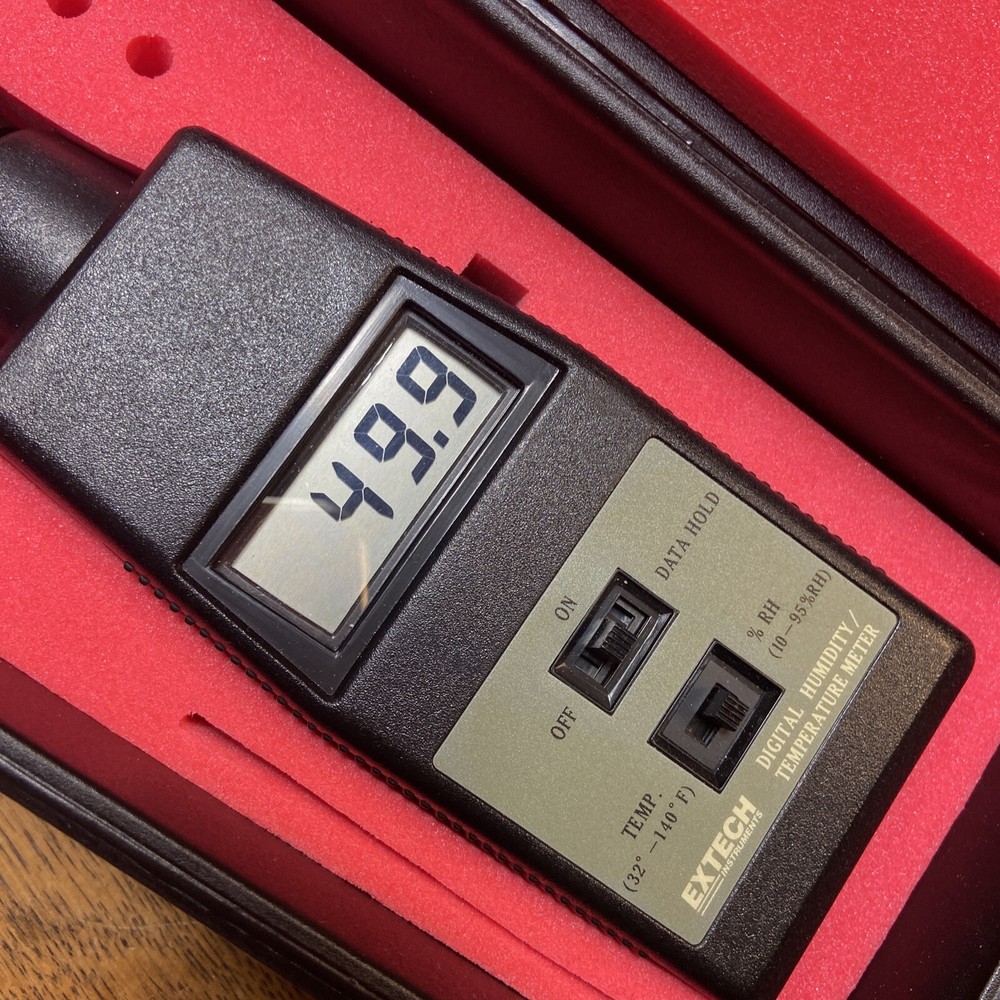 49.9
DATA HOLD
ON
OFF
% RH
(10-95%RH)
TEMP.
(32°-140°F)
DIGITAL HUMIDITY/
TEMPERATURE METER
EXTECH
INSTRUMENTS